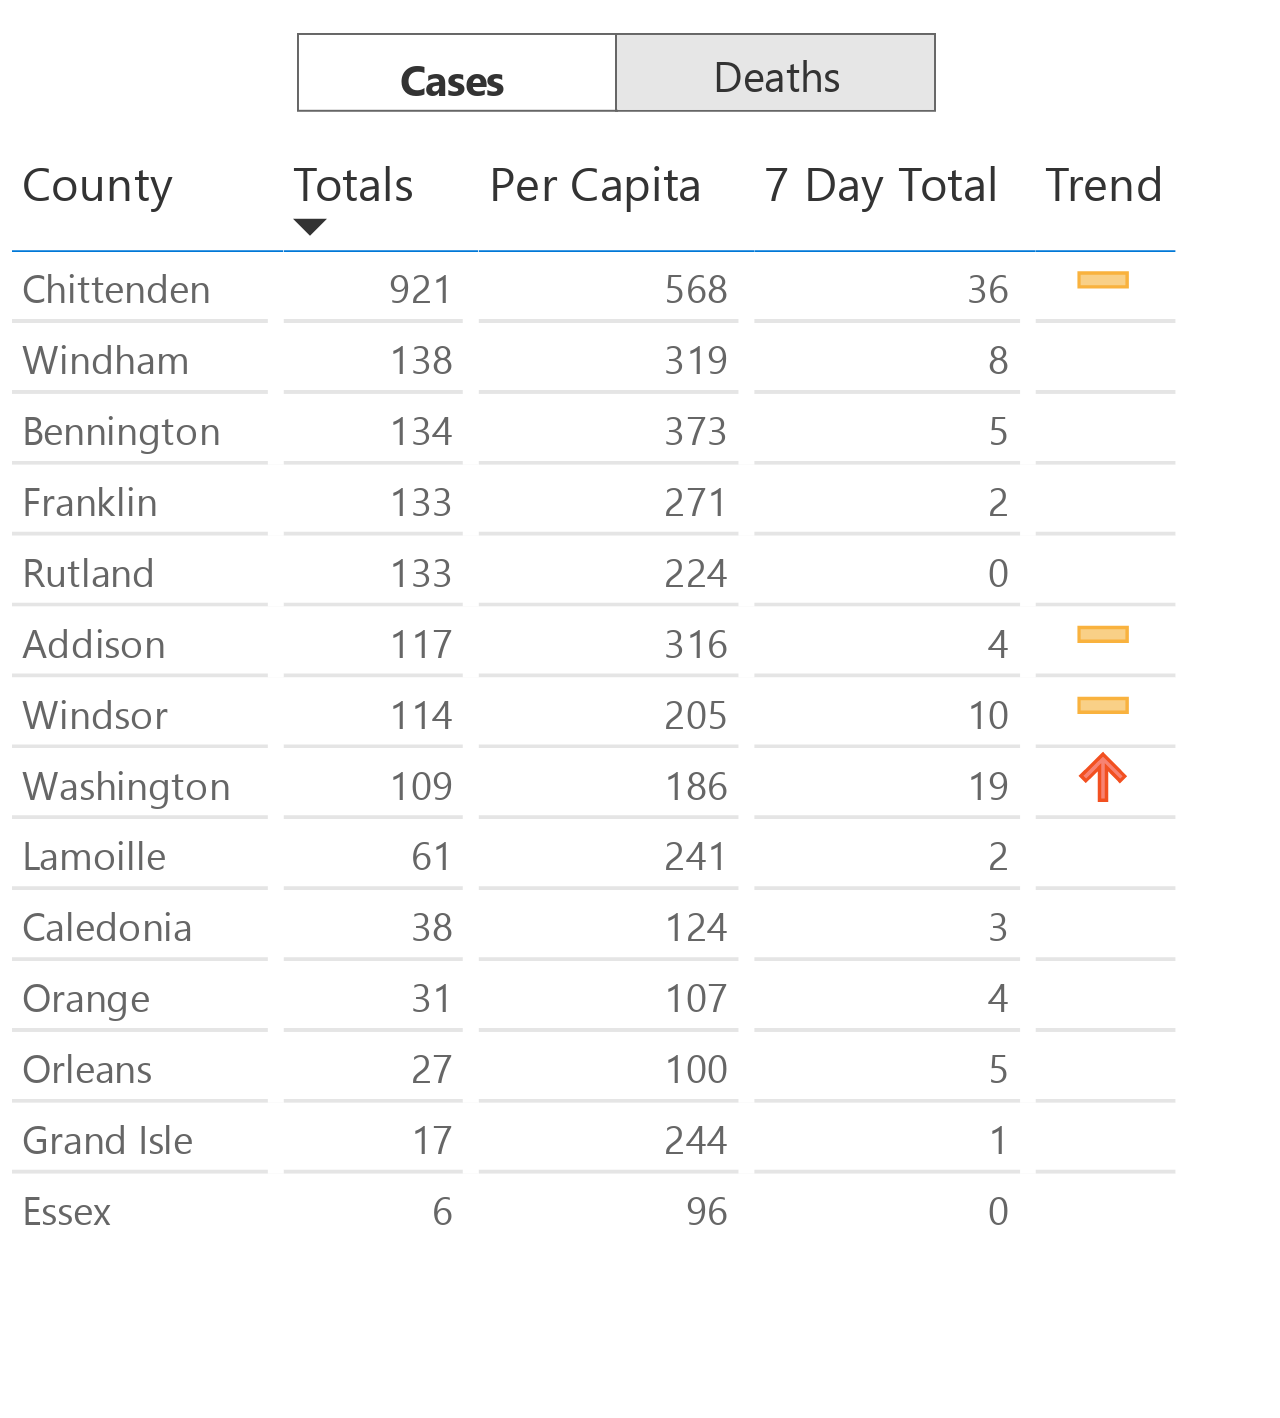 Cases Deaths
County Totals Per Capita 7 Day Total Trend
Chittenden 921 568 36
Windham 138 319 8
Bennington 134 373 5
Franklin 133 271 2
Rutland 133 224 0
Addison 117 316 4
Windsor 114 205 10
Washington 109 186 19
Lamoille 61 241 2
Caledonia 38 124 3
Orange 31 107 4
Orleans 27 100 5
Grand Isle 17 244 1
Essex 6 96 0